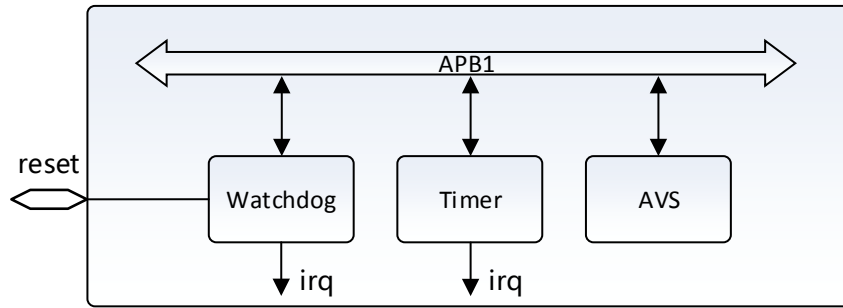 APB1
reset
Watchdog
Timer
AVS
irq
irq